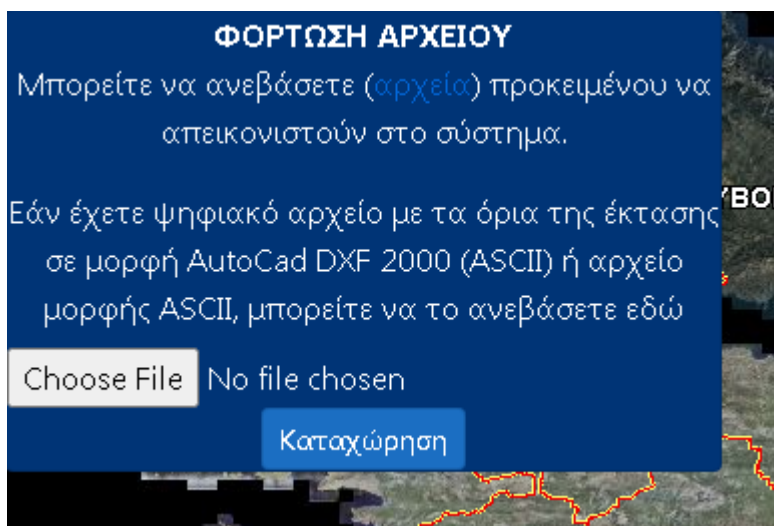 ΦΟΡΤΩΣΗ ΑΡΧΕΙΟΥ
Μπορείτε να ανεβάσετε (αρχεία) προκειμένου να
απεικονιστούν στο σύστημα.
Εάν έχετε ψηφιακό αρχείο με τα όρια της έκτασης
σε μορφή AutoCad DXF 2000 (ASCII) ή αρχείο
μορφής ASCII, μπορείτε να το ανεβάσετε εδώ
Choose File No file chosen
Καταχώρηση